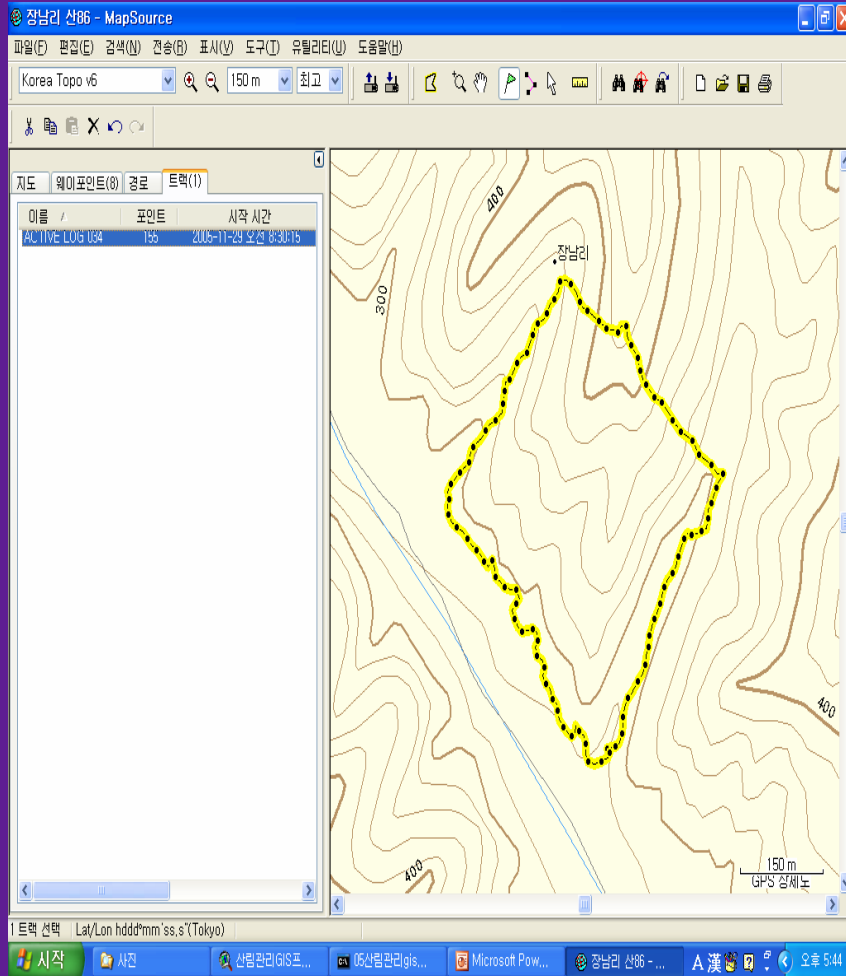 장남리 산86 - MapSource
파일(F) 편집(E) 검색(N) 전송(R) 표시(V) 도구(T) 유틸리티(U) 도움말(H)
Korea Topo v6 150 m 최고
지도 웨이포인트(8) 경로 트랙(1)
이름 포인트 시작 시간
ACTIVE LOG 034 155 2005-11-29 오전 8:30:15
400
장남리
300
400
400
150 m
GPS 상세도
1 트랙 선택 Lat/Lon hddd°mm'ss,s"(Tokyo)
시작 사진 산림관리GIS프... 05산림관리gis,... Microsoft Pow,,, 장남리 산86 - ... A 漢 오후 5:44